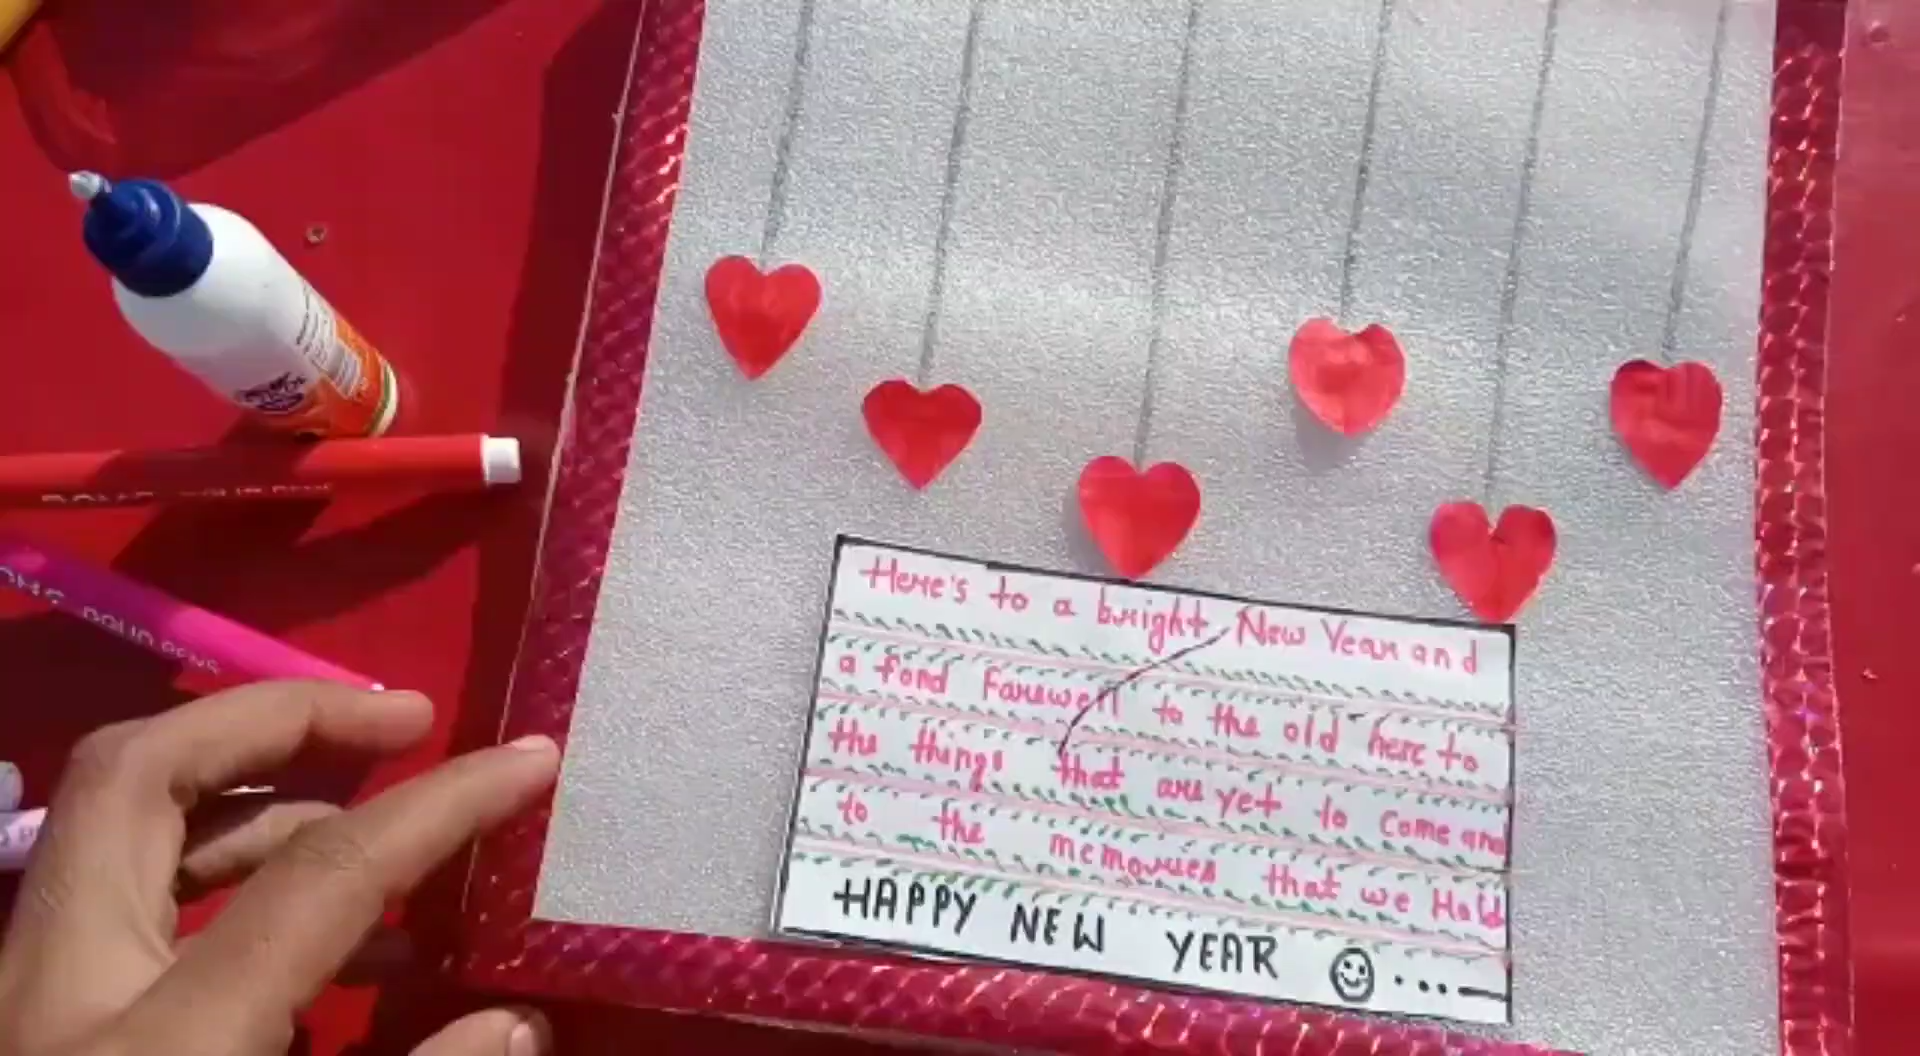 Here's to a bright New Year and
a fond farewell to the old here to
the things that are yet to come and
to the memories that we Hold
HAPPY NEW YEAR